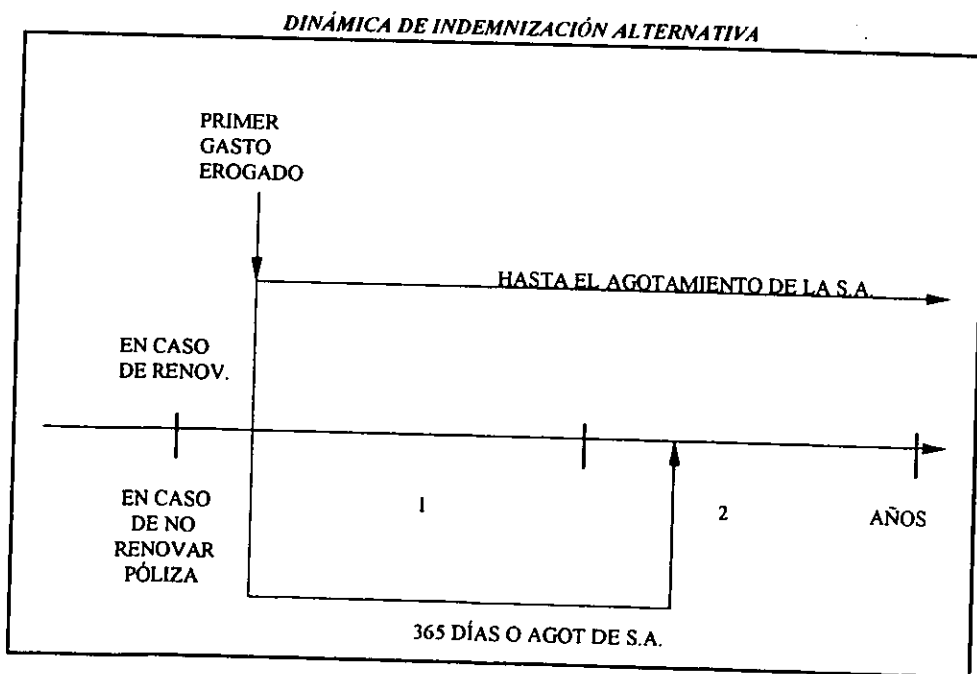 DINÁMICA DE INDEMNIZACIÓN ALTERNATIVA
PRIMER
GASTO
EROGADO
HASTA EL AGOTAMIENTO DE LA S.A.
EN CASO
DE RENOV.
EN CASO
DE NO
RENOVAR
PÓLIZA
1
2
AÑOS
365 DÍAS O AGOT DE S.A.